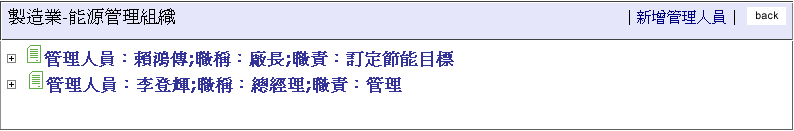 製造業-能源管理組織 | 新增管理人員 | back
管理人員：賴鴻傳;職稱：廠長;職責：訂定節能目標
管理人員：李登輝;職稱：總經理;職責：管理